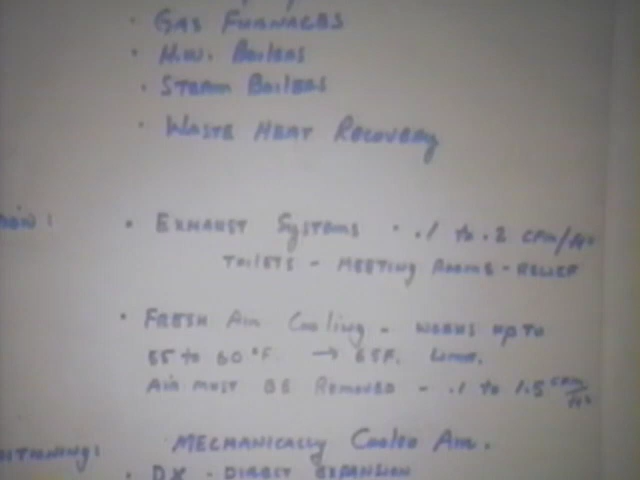 • GAS FURNACES
• H.W. BOILERS
• STEAM BOILERS
• WASTE HEAT RECOVERY
• EXHAUST SYSTEMS • .1 to .2 CFM/
TOILETS - MEETING ROOMS - RELIEF
• FRESH AIR COOLING - WORKS UP TO
55 to 60°F → 65F.
AIR MUST BE REMOVED - .1 to 1.5 CFM/
MECHANICALLY COOLED AIR.
• DX - DIRECT EXPANSION